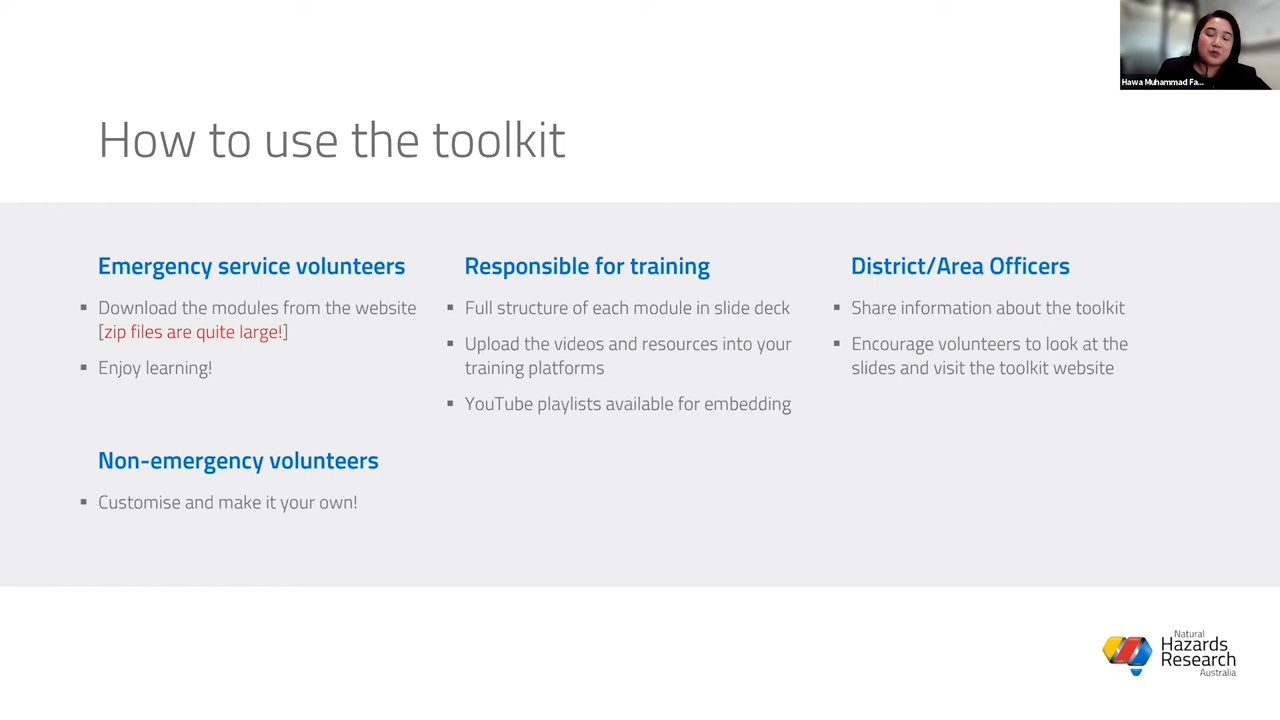 Hawa Muhammad Fa...
How to use the toolkit
Emergency service volunteers
▪ Download the modules from the website
[zip files are quite large!]
▪ Enjoy learning!
Non-emergency volunteers
▪ Customise and make it your own!
Responsible for training
▪ Full structure of each module in slide deck
▪ Upload the videos and resources into your
training platforms
▪ YouTube playlists available for embedding
District/Area Officers
▪ Share information about the toolkit
▪ Encourage volunteers to look at the
slides and visit the toolkit website
Natural
Hazards
Research
Australia